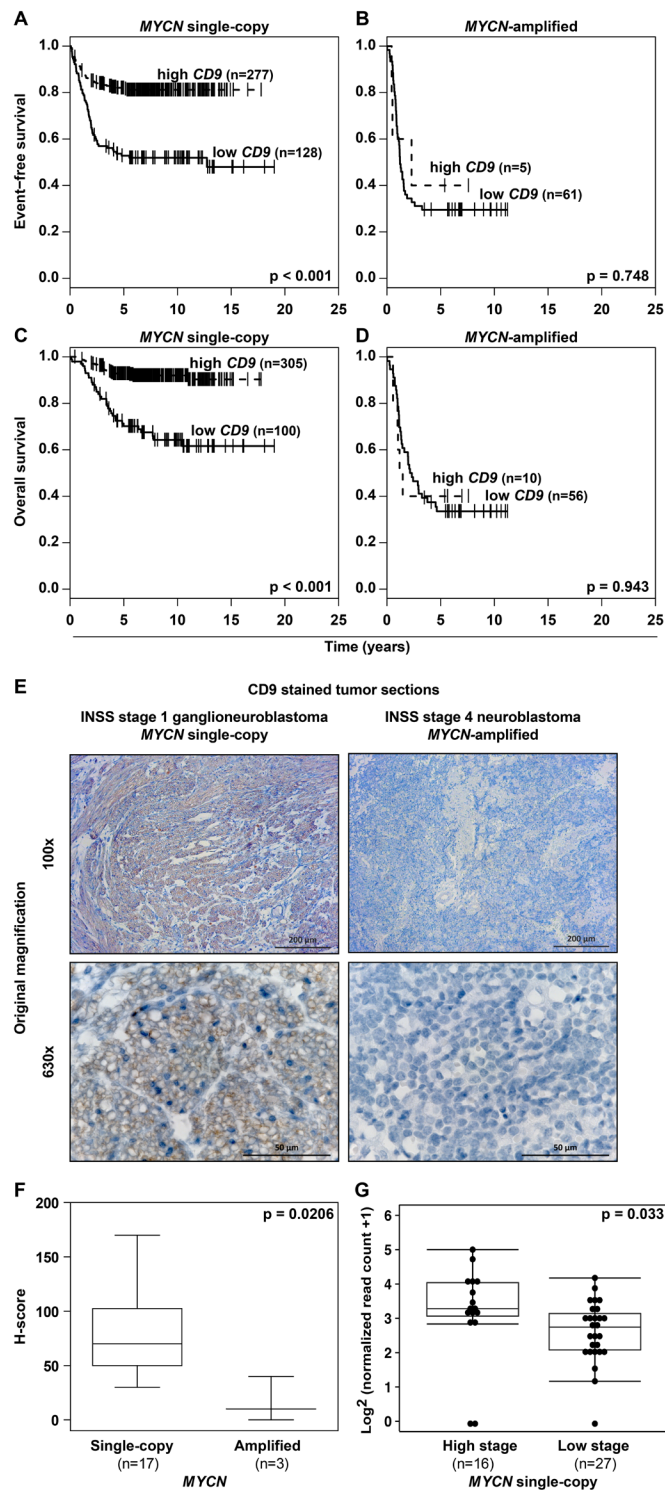 A
MYCN single-copy
Event–free survival
1.0
0.8
0.6
0.4
0.2
0.0
high CD9 (n=277)
low CD9 (n=128)
p < 0.001
0 5 10 15 20 25
B
MYCN-amplified
1.0
0.8
0.6
0.4
0.2
0.0
high CD9 (n=5)
low CD9 (n=61)
p = 0.748
0 5 10 15 20 25
C
MYCN single-copy
Overall survival
1.0
0.8
0.6
0.4
0.2
0.0
high CD9 (n=305)
low CD9 (n=100)
p < 0.001
0 5 10 15 20 25
D
MYCN-amplified
1.0
0.8
0.6
0.4
0.2
0.0
high CD9 (n=10)
low CD9 (n=56)
p = 0.943
0 5 10 15 20 25
Time (years)
E
CD9 stained tumor sections
INSS stage 1 ganglioneuroblastoma
MYCN single-copy
INSS stage 4 neuroblastoma
MYCN-amplified
Original magnification
100x
200 µm
200 µm
630x
50 µm
50 µm
F
p = 0.0206
H-score
200
150
100
50
0
Single-copy
(n=17)
Amplified
(n=3)
MYCN
G
p = 0.033
Log² (normalized read count +1)
6
5
4
3
2
1
0
High stage
(n=16)
Low stage
(n=27)
MYCN single-copy